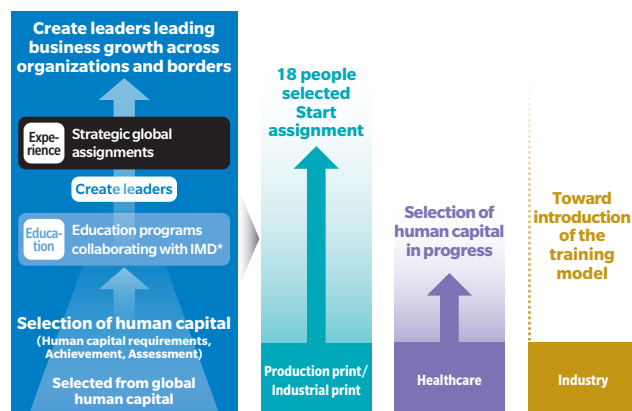 Create leaders leading
business growth across
organizations and borders
Expe-
rience
Strategic global
assignments
Create leaders
Educa-
tion
Education programs
collaborating with IMD*
Selection of human capital
(Human capital requirements,
Achievement, Assessment)
Selected from global
human capital
18 people
selected
Start
assignment
Production print/
Industrial print
Selection of
human capital
in progress
Healthcare
Toward
introduction
of the
training
model
Industry